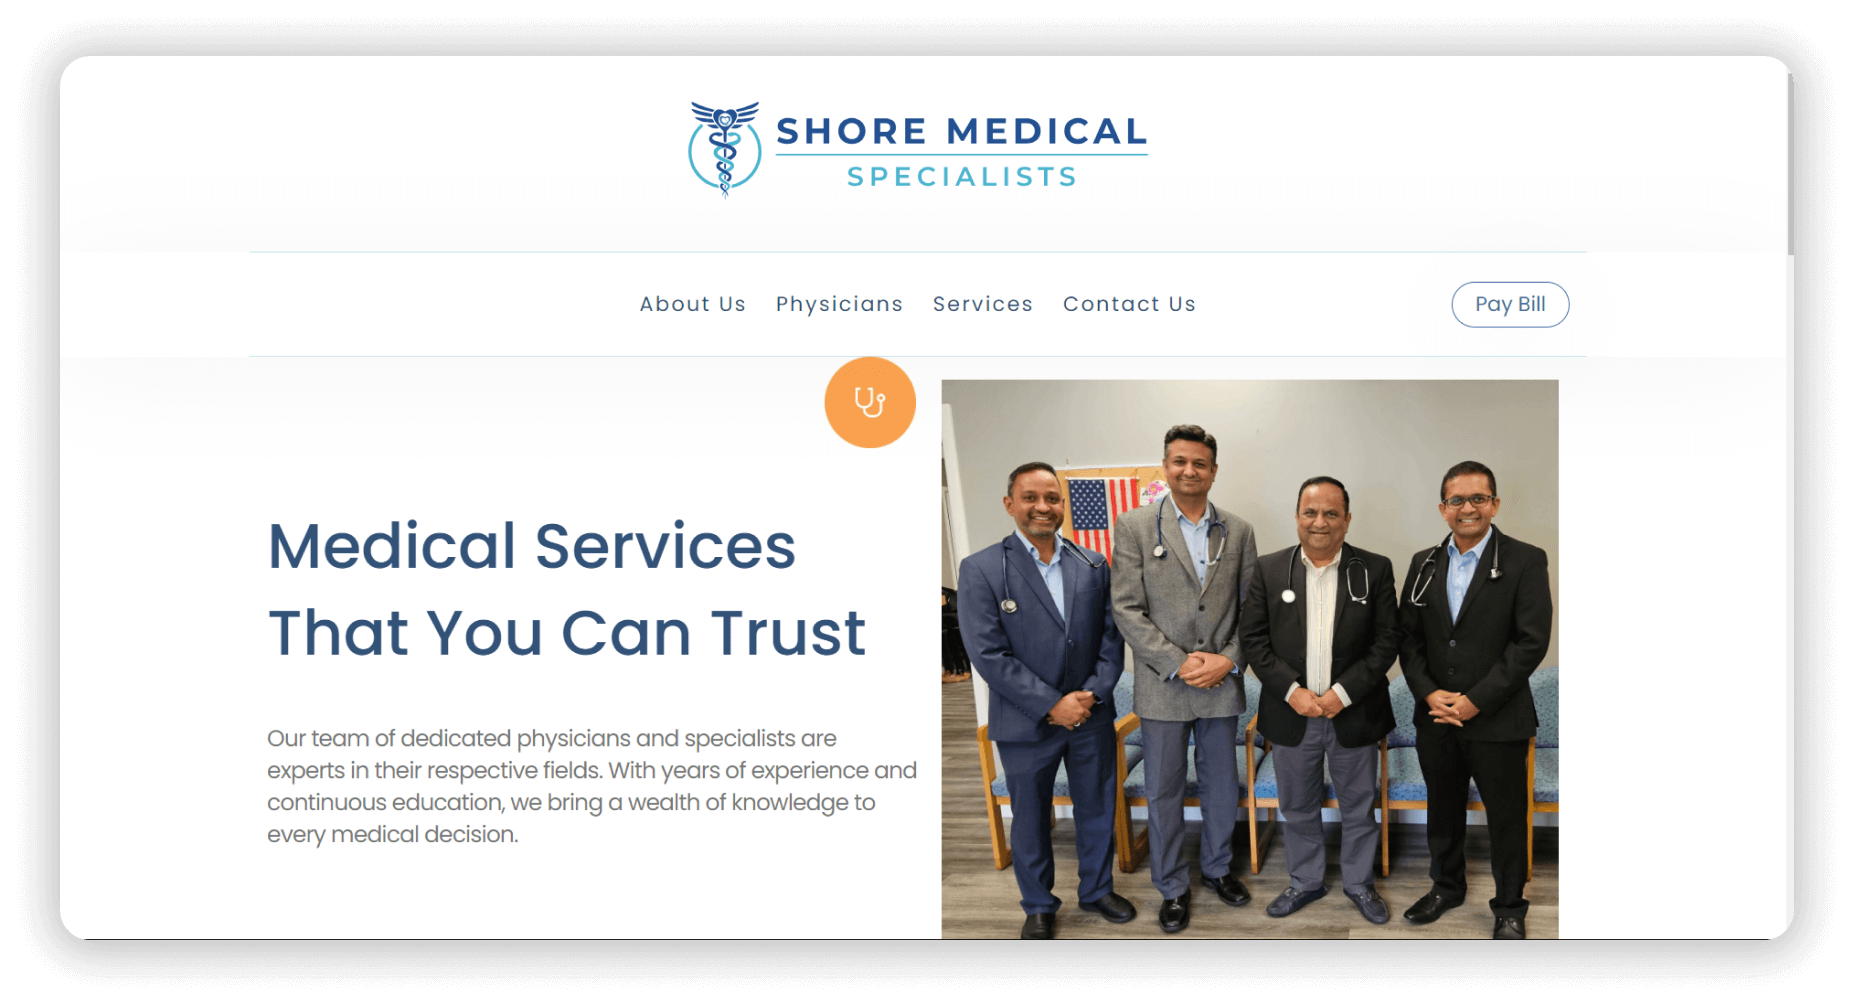 SHORE MEDICAL
SPECIALISTS
About Us Physicians Services Contact Us Pay Bill
Medical Services
That You Can Trust
Our team of dedicated physicians and specialists are
experts in their respective fields. With years of experience and
continuous education, we bring a wealth of knowledge to
every medical decision.